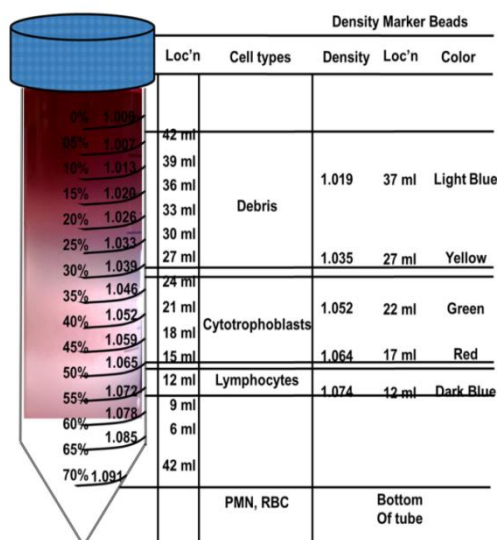 Density Marker Beads
Loc'n Cell types Density Loc'n Color
0% 1.000
42 ml
05% 1.007
39 ml
10% 1.013
36 ml 1.019 37 ml Light Blue
15% 1.020
33 ml Debris
20% 1.026
30 ml
25% 1.033
27 ml 1.035 27 ml Yellow
30% 1.039
24 ml
35% 1.046
21 ml 1.052 22 ml Green
40% 1.052
18 ml Cytotrophoblasts
45% 1.059
15 ml 1.064 17 ml Red
50% 1.065
12 ml Lymphocytes
55% 1.072 1.074 12 ml Dark Blue
9 ml
60% 1.078
6 ml
65% 1.085
42 ml
70% 1.091
PMN, RBC Bottom
Of tube